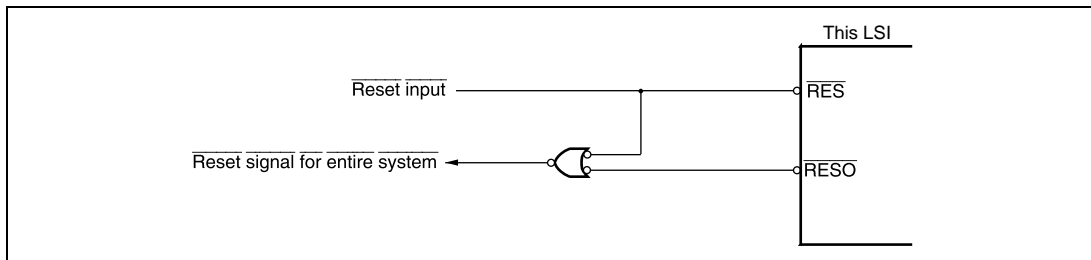 This LSI
Reset input
RES
Reset signal for entire system
RESO